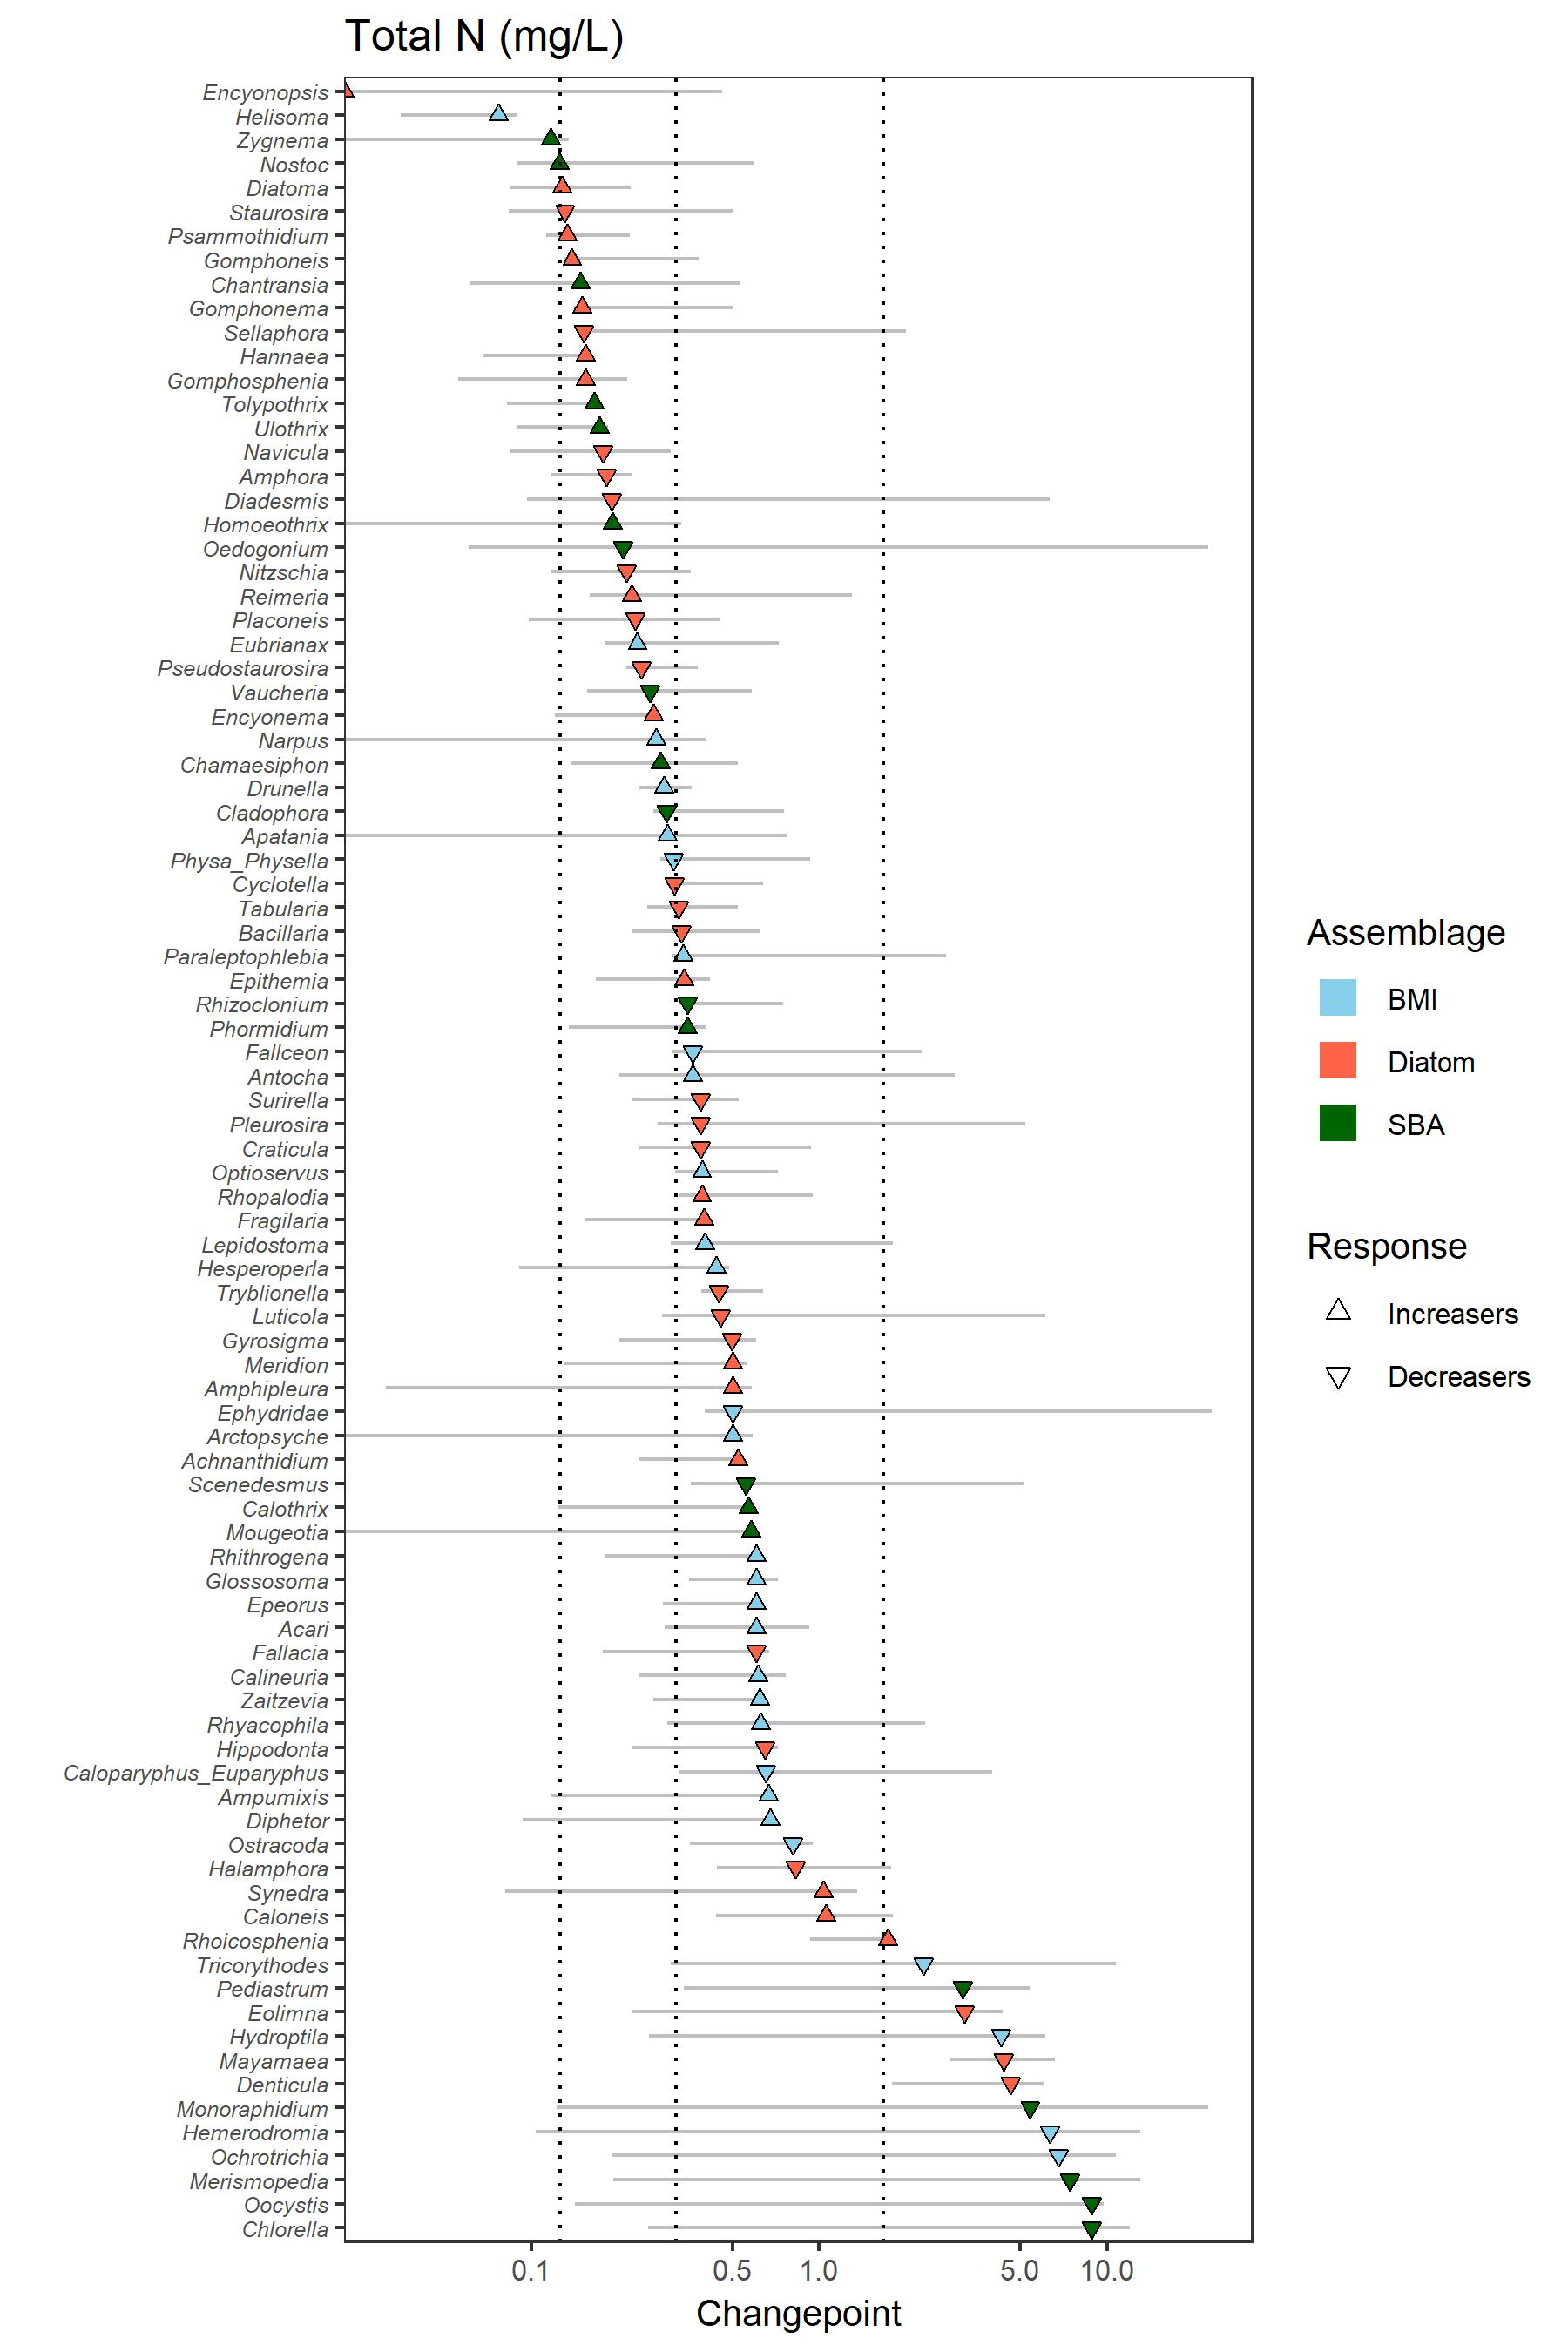 Total N (mg/L)
Encyonopsis
Helisoma
Zygnema
Nostoc
Diatoma
Staurosira
Psammothidium
Gomphoneis
Chantransia
Gomphonema
Sellaphora
Hannaea
Gomphosphenia
Tolypothrix
Ulothrix
Navicula
Amphora
Diadesmis
Homoeothrix
Oedogonium
Nitzschia
Reimeria
Placoneis
Eubrianax
Pseudostaurosira
Vaucheria
Encyonema
Narpus
Chamaesiphon
Drunella
Cladophora
Apatania
Physa_Physella
Cyclotella
Tabularia
Bacillaria
Paraleptophlebia
Epithemia
Rhizoclonium
Phormidium
Fallceon
Antocha
Surirella
Pleurosira
Craticula
Optioservus
Rhopalodia
Fragilaria
Lepidostoma
Hesperoperla
Tryblionella
Luticola
Gyrosigma
Meridion
Amphipleura
Ephydridae
Arctopsyche
Achnanthidium
Scenedesmus
Calothrix
Mougeotia
Rhithrogena
Glossosoma
Epeorus
Acari
Fallacia
Calineuria
Zaitzevia
Rhyacophila
Hippodonta
Caloparyphus_Euparyphus
Ampumixis
Diphetor
Ostracoda
Halamphora
Synedra
Caloneis
Rhoicosphenia
Tricorythodes
Pediastrum
Eolimna
Hydroptila
Mayamaea
Denticula
Monoraphidium
Hemerodromia
Ochrotrichia
Merismopedia
Oocystis
Chlorella
0.1 0.5 1.0 5.0 10.0
Changepoint
Assemblage
BMI
Diatom
SBA
Response
Increasers
Decreasers